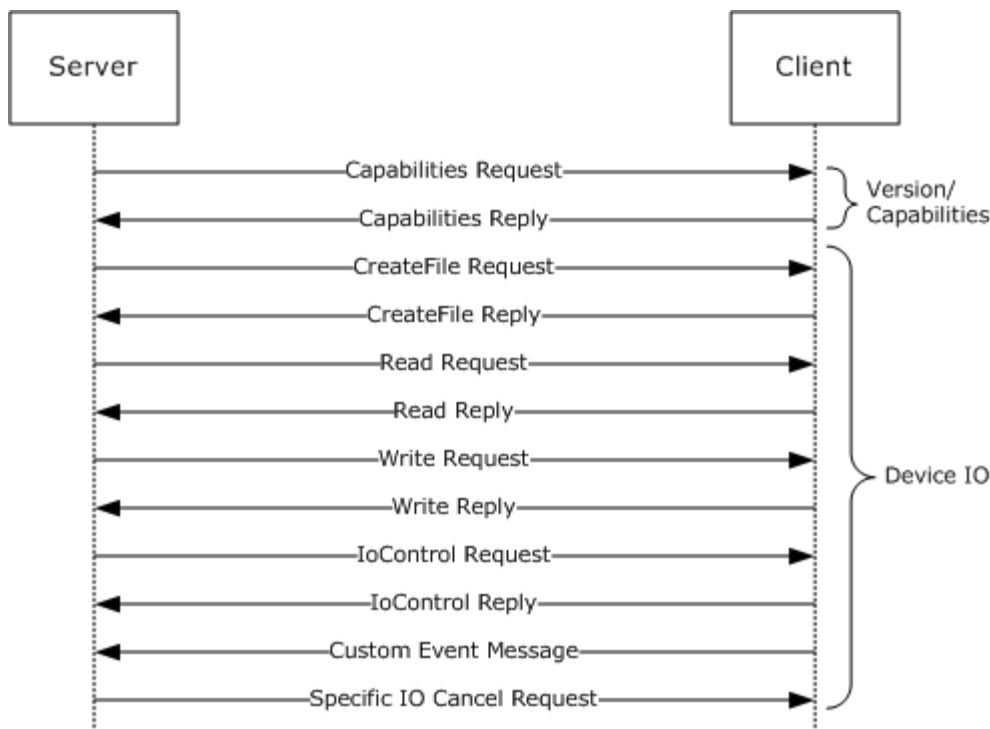 Server
Client
Capabilities Request
Version/
Capabilities
Capabilities Reply
CreateFile Request
CreateFile Reply
Read Request
Read Reply
Write Request
Device IO
Write Reply
IoControl Request
IoControl Reply
Custom Event Message
Specific IO Cancel Request